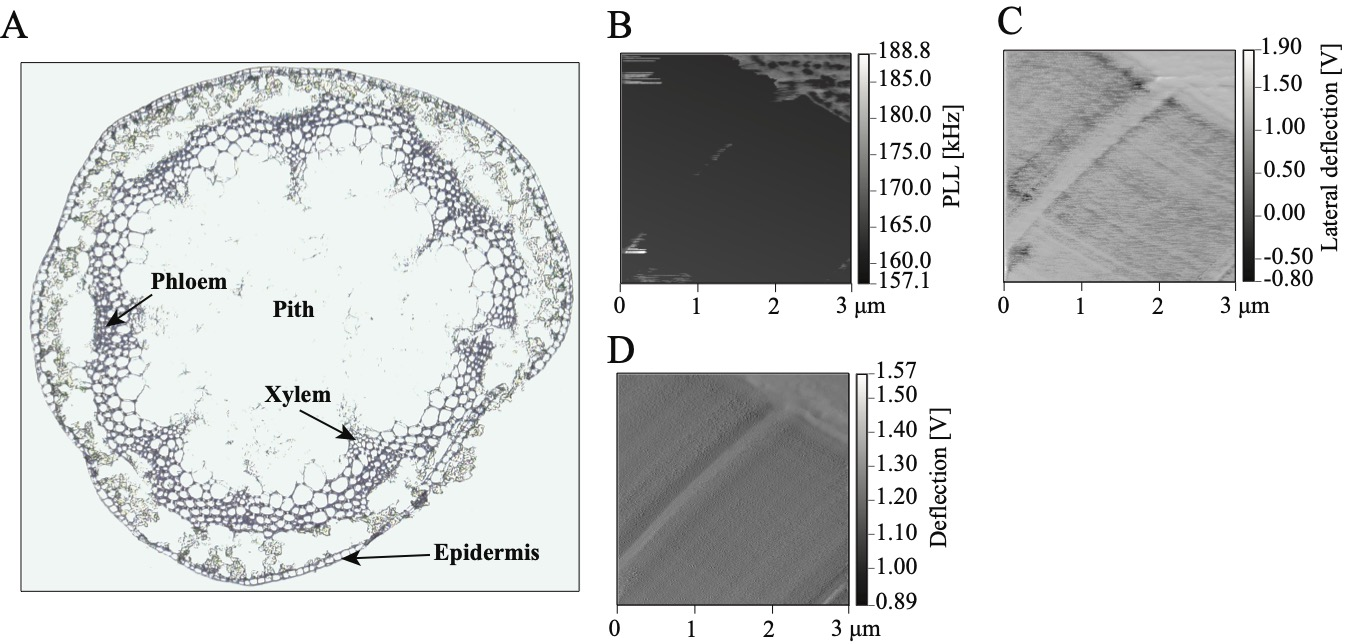 A
Phloem
Pith
Xylem
Epidermis
B
188.8
185.0
180.0
175.0
170.0
165.0
160.0
157.1
PLL [kHz]
0 1 2 3 µm
C
1.90
1.50
1.00
0.50
0.00
-0.50
-0.80
Lateral deflection [V]
0 1 2 3 µm
D
1.57
1.50
1.40
1.30
1.20
1.10
1.00
0.89
Deflection [V]
0 1 2 3 µm